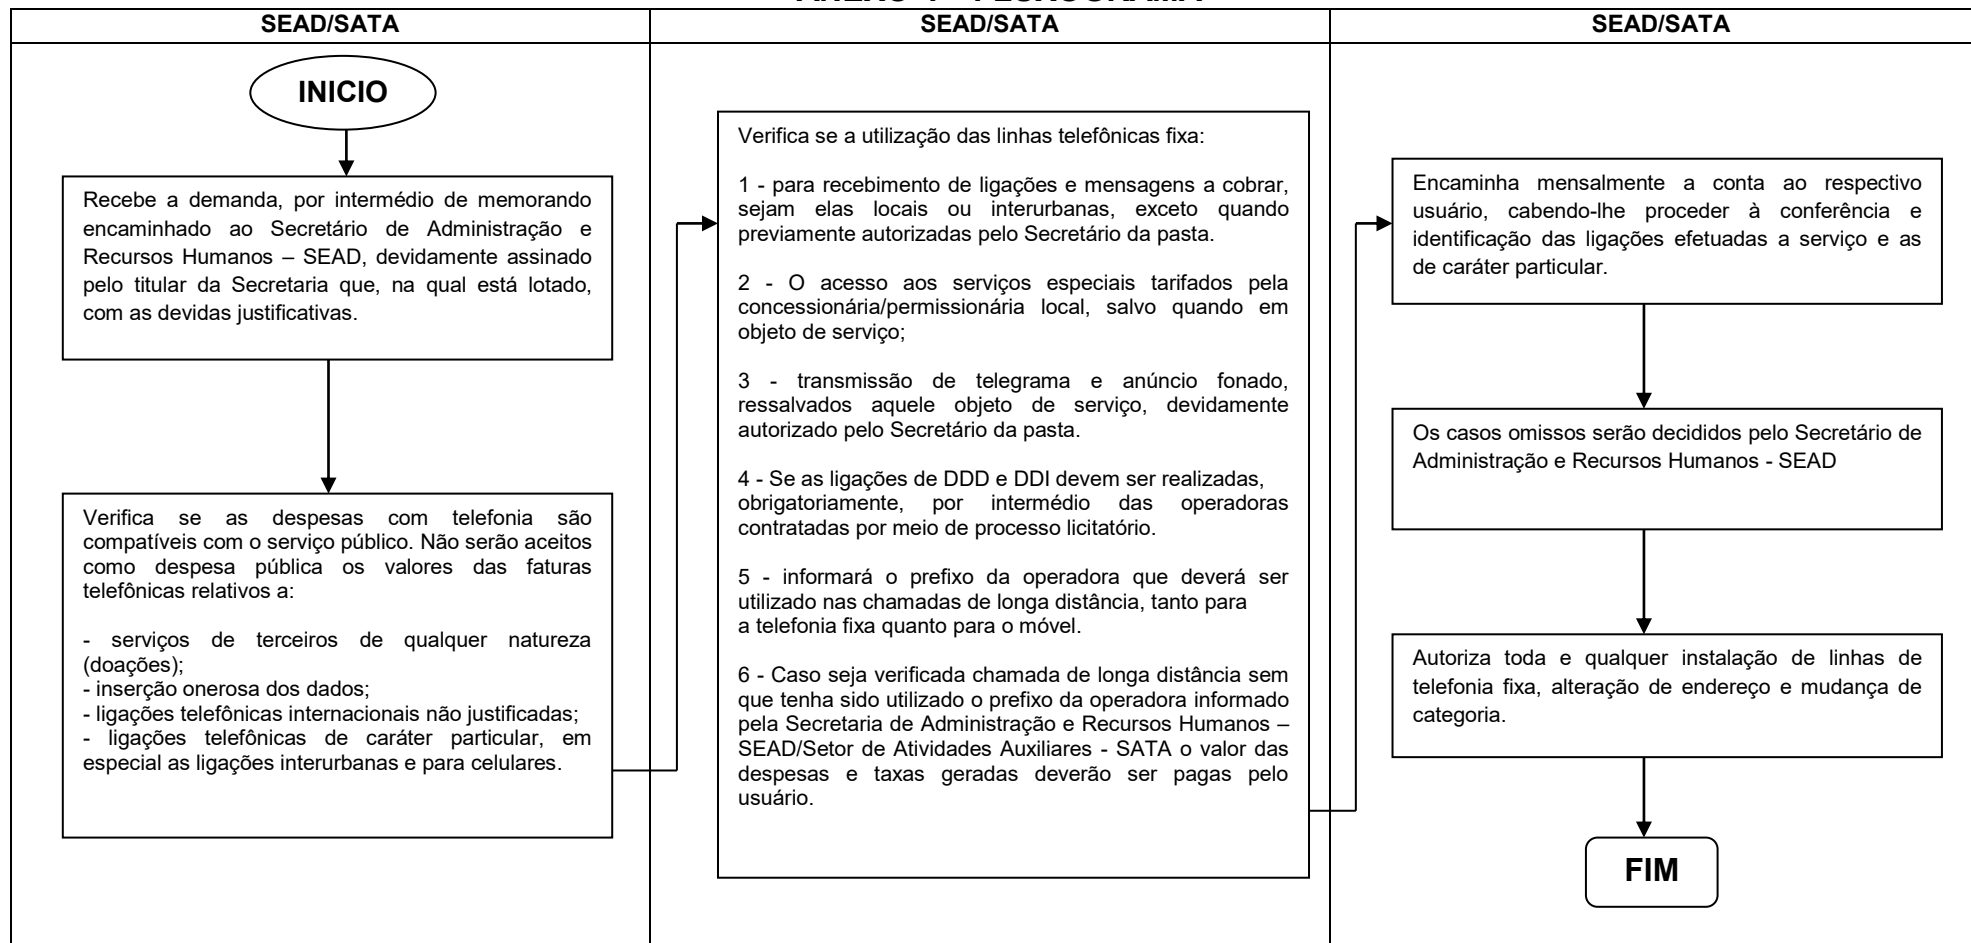 SEAD/SATA
SEAD/SATA
SEAD/SATA
INICIO
Recebe a demanda, por intermédio de memorando
encaminhado ao Secretário de Administração e
Recursos Humanos – SEAD, devidamente assinado
pelo titular da Secretaria que, na qual está lotado,
com as devidas justificativas.
Verifica se as despesas com telefonia são
compatíveis com o serviço público. Não serão aceitos
como despesa pública os valores das faturas
telefônicas relativos a:
- serviços de terceiros de qualquer natureza
(doações);
- inserção onerosa dos dados;
- ligações telefônicas internacionais não justificadas;
- ligações telefônicas de caráter particular, em
especial as ligações interurbanas e para celulares.
Verifica se a utilização das linhas telefônicas fixa:
1 - para recebimento de ligações e mensagens a cobrar,
sejam elas locais ou interurbanas, exceto quando
previamente autorizadas pelo Secretário da pasta.
2 - O acesso aos serviços especiais tarifados pela
concessionária/permissionária local, salvo quando em
objeto de serviço;
3 - transmissão de telegrama e anúncio fonado,
ressalvados aquele objeto de serviço, devidamente
autorizado pelo Secretário da pasta.
4 - Se as ligações de DDD e DDI devem ser realizadas,
obrigatoriamente, por intermédio das operadoras
contratadas por meio de processo licitatório.
5 - informará o prefixo da operadora que deverá ser
utilizado nas chamadas de longa distância, tanto para
a telefonia fixa quanto para o móvel.
6 - Caso seja verificada chamada de longa distância sem
que tenha sido utilizado o prefixo da operadora informado
pela Secretaria de Administração e Recursos Humanos –
SEAD/Setor de Atividades Auxiliares - SATA o valor das
despesas e taxas geradas deverão ser pagas pelo
usuário.
Encaminha mensalmente a conta ao respectivo
usuário, cabendo-lhe proceder à conferência e
identificação das ligações efetuadas a serviço e as
de caráter particular.
Os casos omissos serão decididos pelo Secretário de
Administração e Recursos Humanos - SEAD
Autoriza toda e qualquer instalação de linhas de
telefonia fixa, alteração de endereço e mudança de
categoria.
FIM